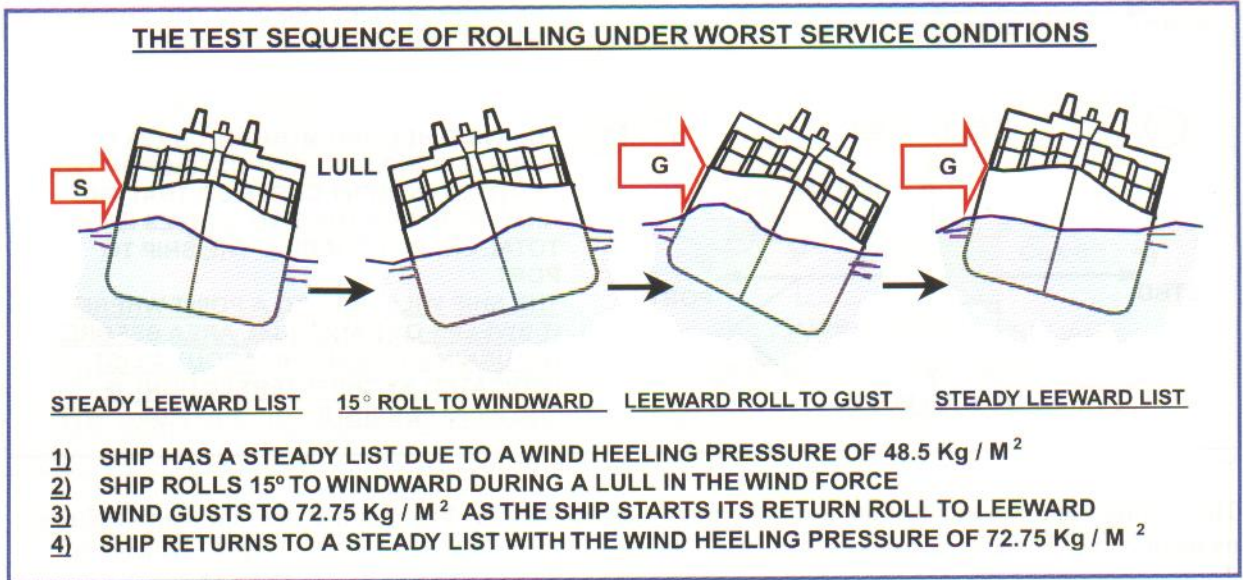 THE TEST SEQUENCE OF ROLLING UNDER WORST SERVICE CONDITIONS
S
LULL
G
G
STEADY LEEWARD LIST
15° ROLL TO WINDWARD
LEEWARD ROLL TO GUST
STEADY LEEWARD LIST
1) SHIP HAS A STEADY LIST DUE TO A WIND HEELING PRESSURE OF 48.5 Kg / M²
2) SHIP ROLLS 15º TO WINDWARD DURING A LULL IN THE WIND FORCE
3) WIND GUSTS TO 72.75 Kg / M² AS THE SHIP STARTS ITS RETURN ROLL TO LEEWARD
4) SHIP RETURNS TO A STEADY LIST WITH THE WIND HEELING PRESSURE OF 72.75 Kg / M²